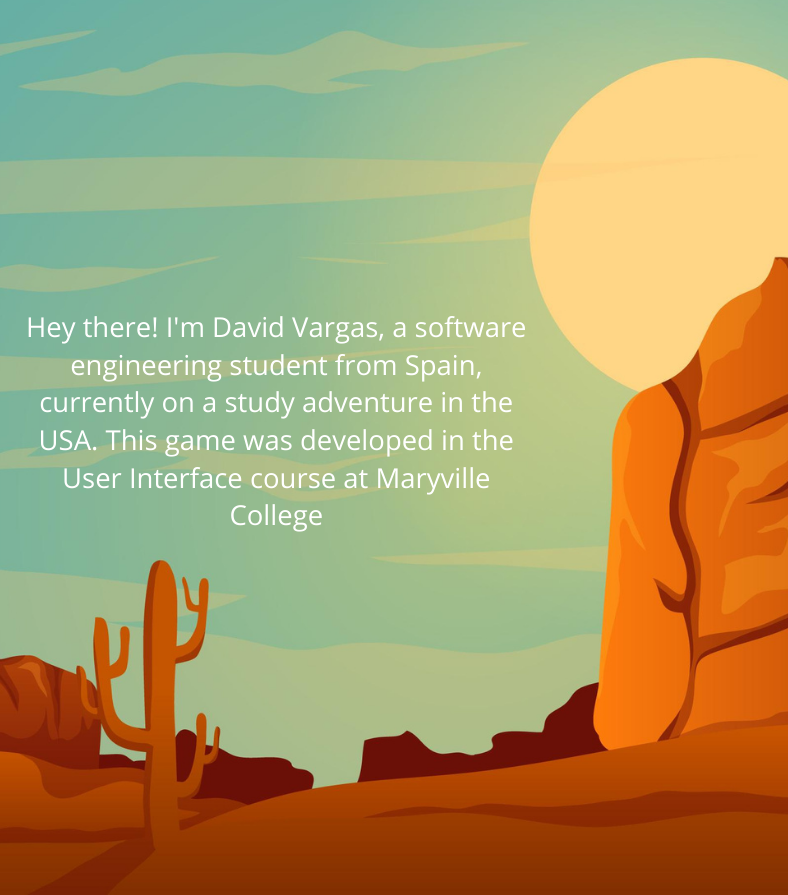 Hey there! I'm David Vargas, a software
engineering student from Spain,
currently on a study adventure in the
USA. This game was developed in the
User Interface course at Maryville
College